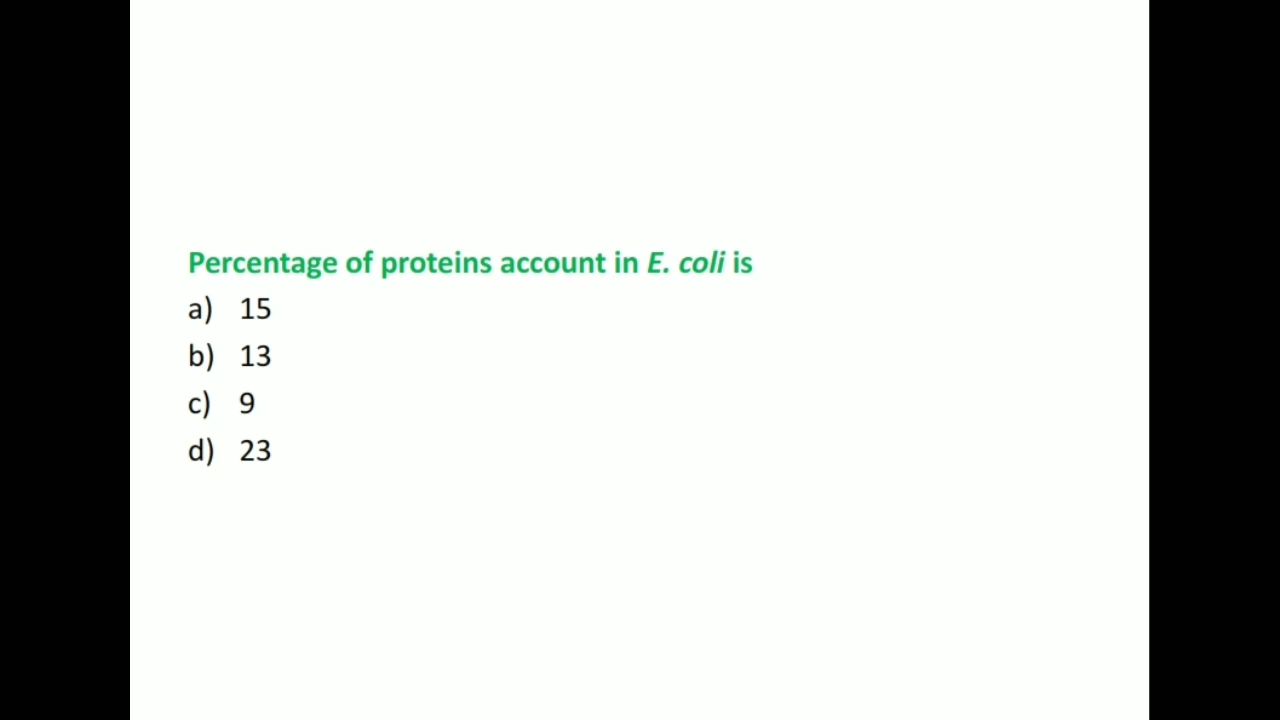 Percentage of proteins account in E. coli is
a) 15
b) 13
c) 9
d) 23